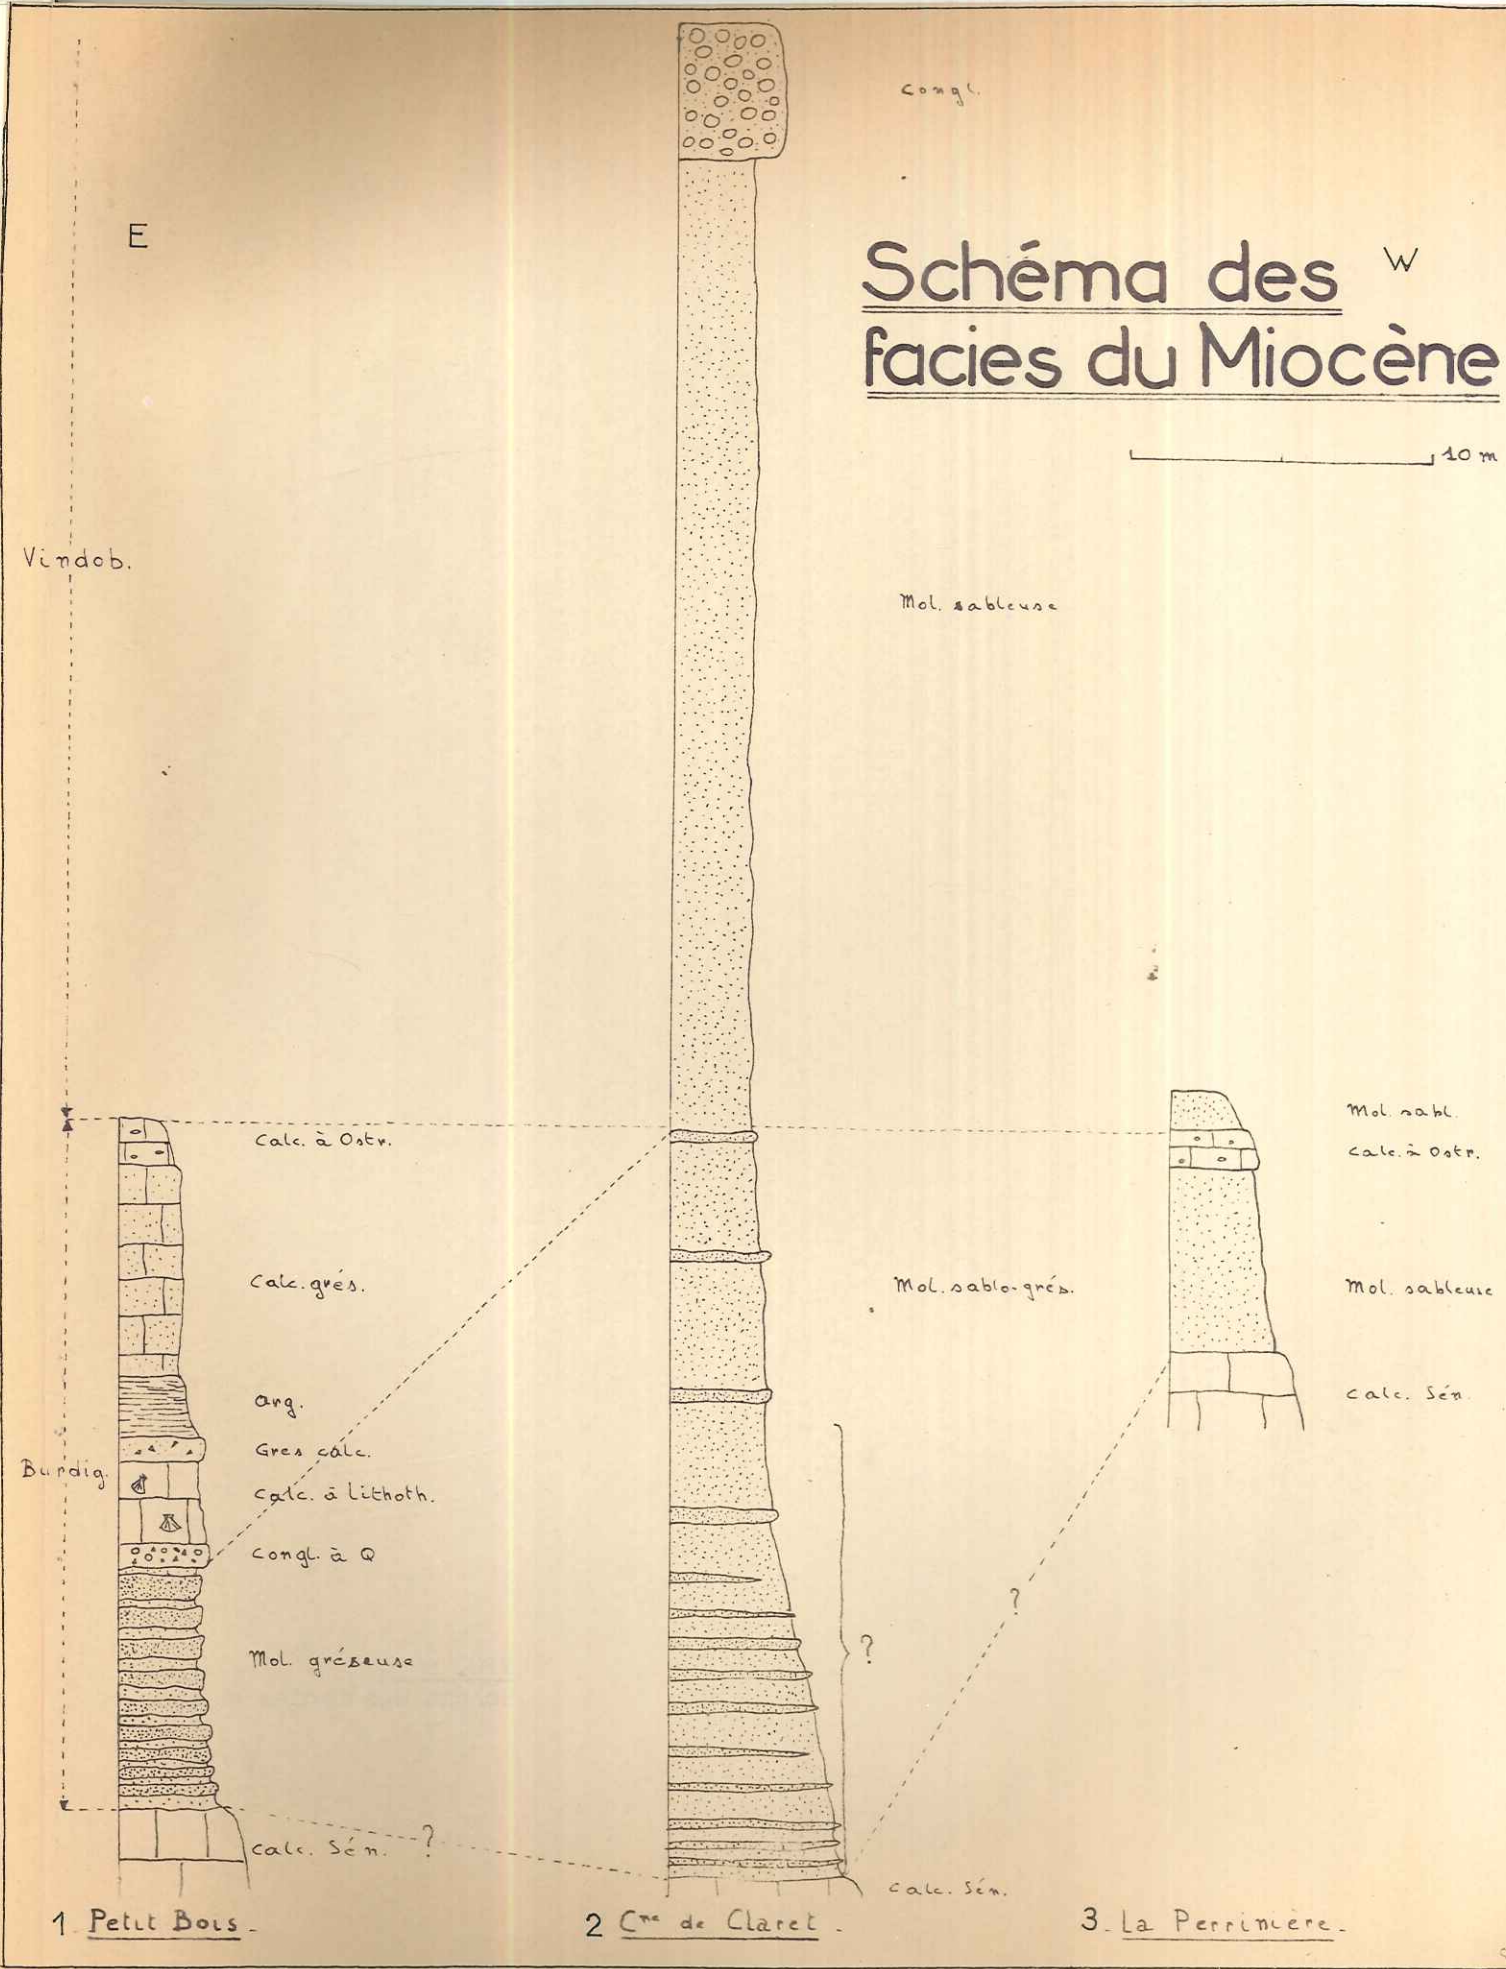 Congl.
E
Schéma des
W
facies du Miocène
10 m
Vindob.
Mol. sableuse
Mol. sabl.
Calc. à Ostr.
Calc. à Ostr.
Calc. grés.
Mol. sablo-grés.
Mol. sableuse
Arg.
Calc. Sén.
Gres calc.
Burdig.
Calc. à Lithoth.
Congl. à Q
?
?
Mol. gréseuse
?
Calc. Sén.
Calc. Sén.
1. Petit Bois.
2 Cne de Claret.
3. La Perrinière.